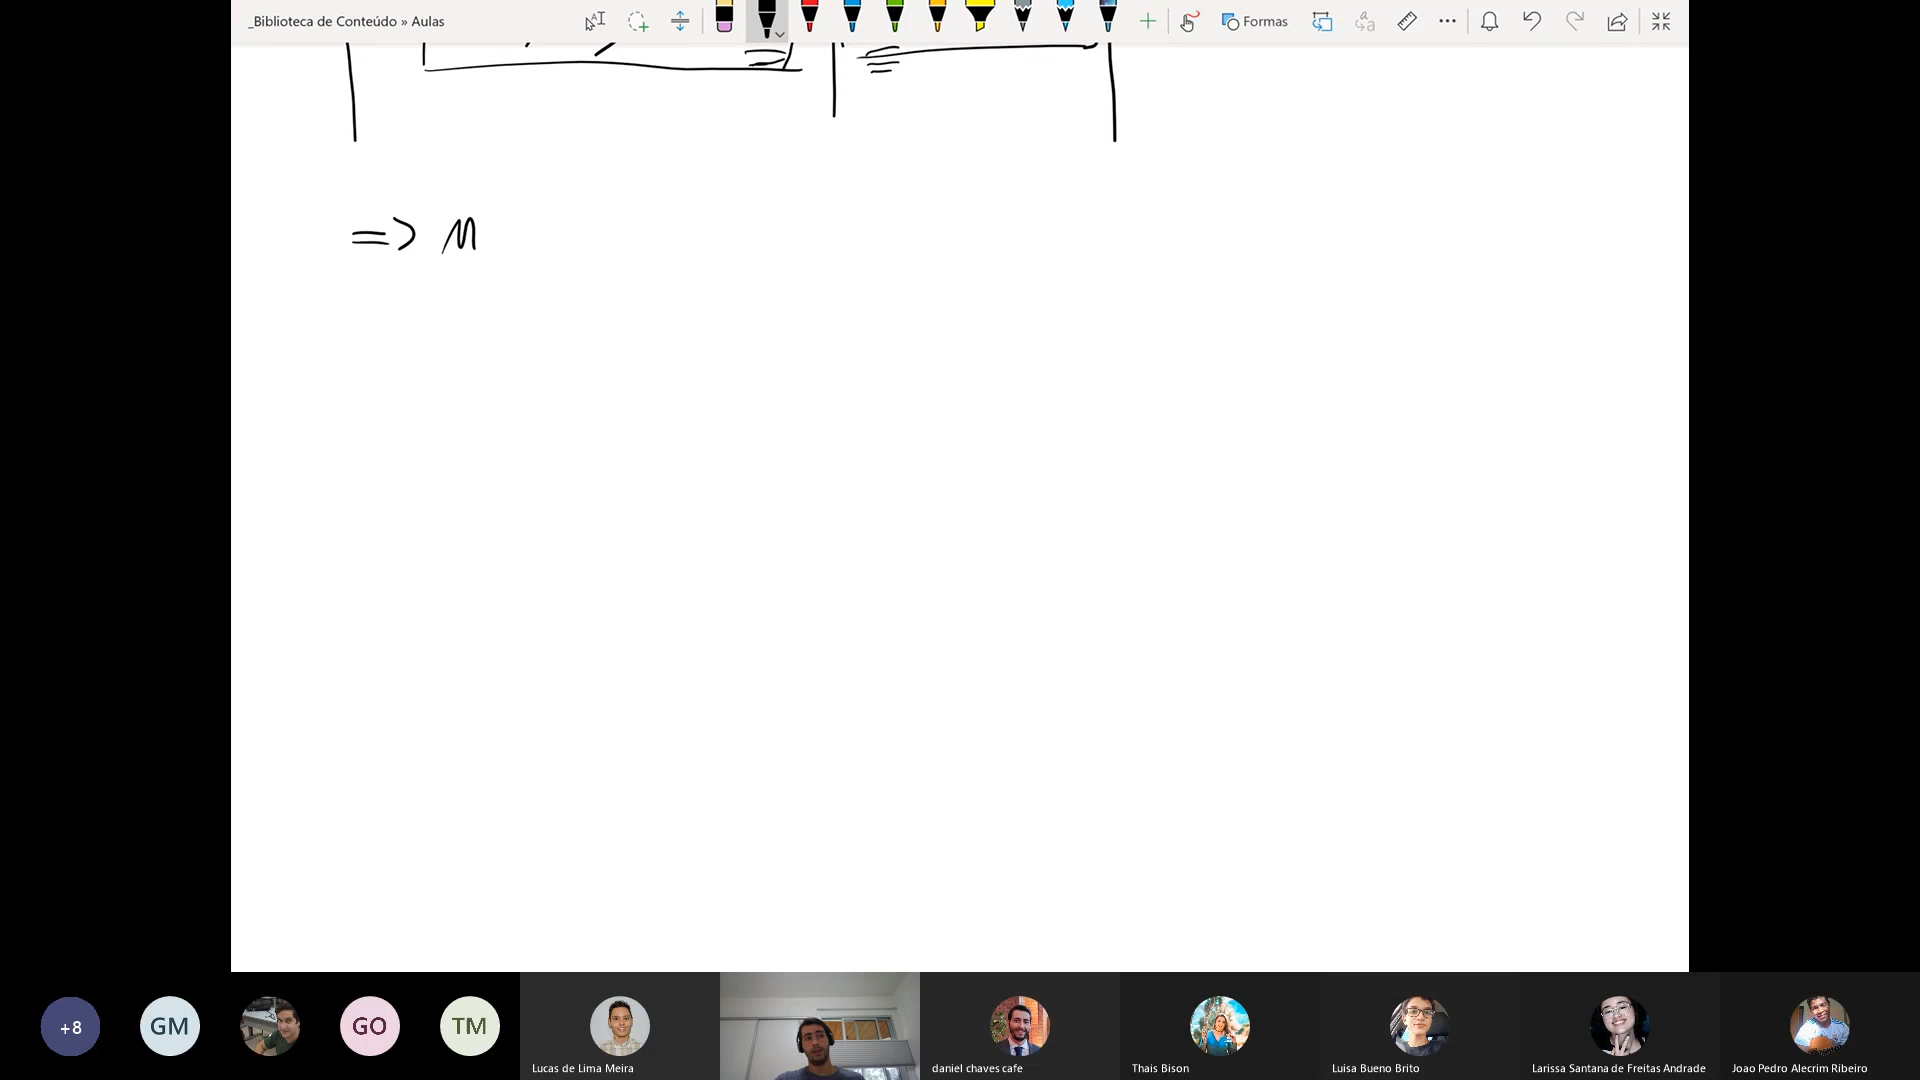 _Biblioteca de Conteúdo » Aulas
Formas
=> M
+8
GM
GO
TM
Lucas de Lima Meira
daniel chaves cafe
Thais Bison
Luisa Bueno Brito
Larissa Santana de Freitas Andrade
Joao Pedro Alecrim Ribeiro